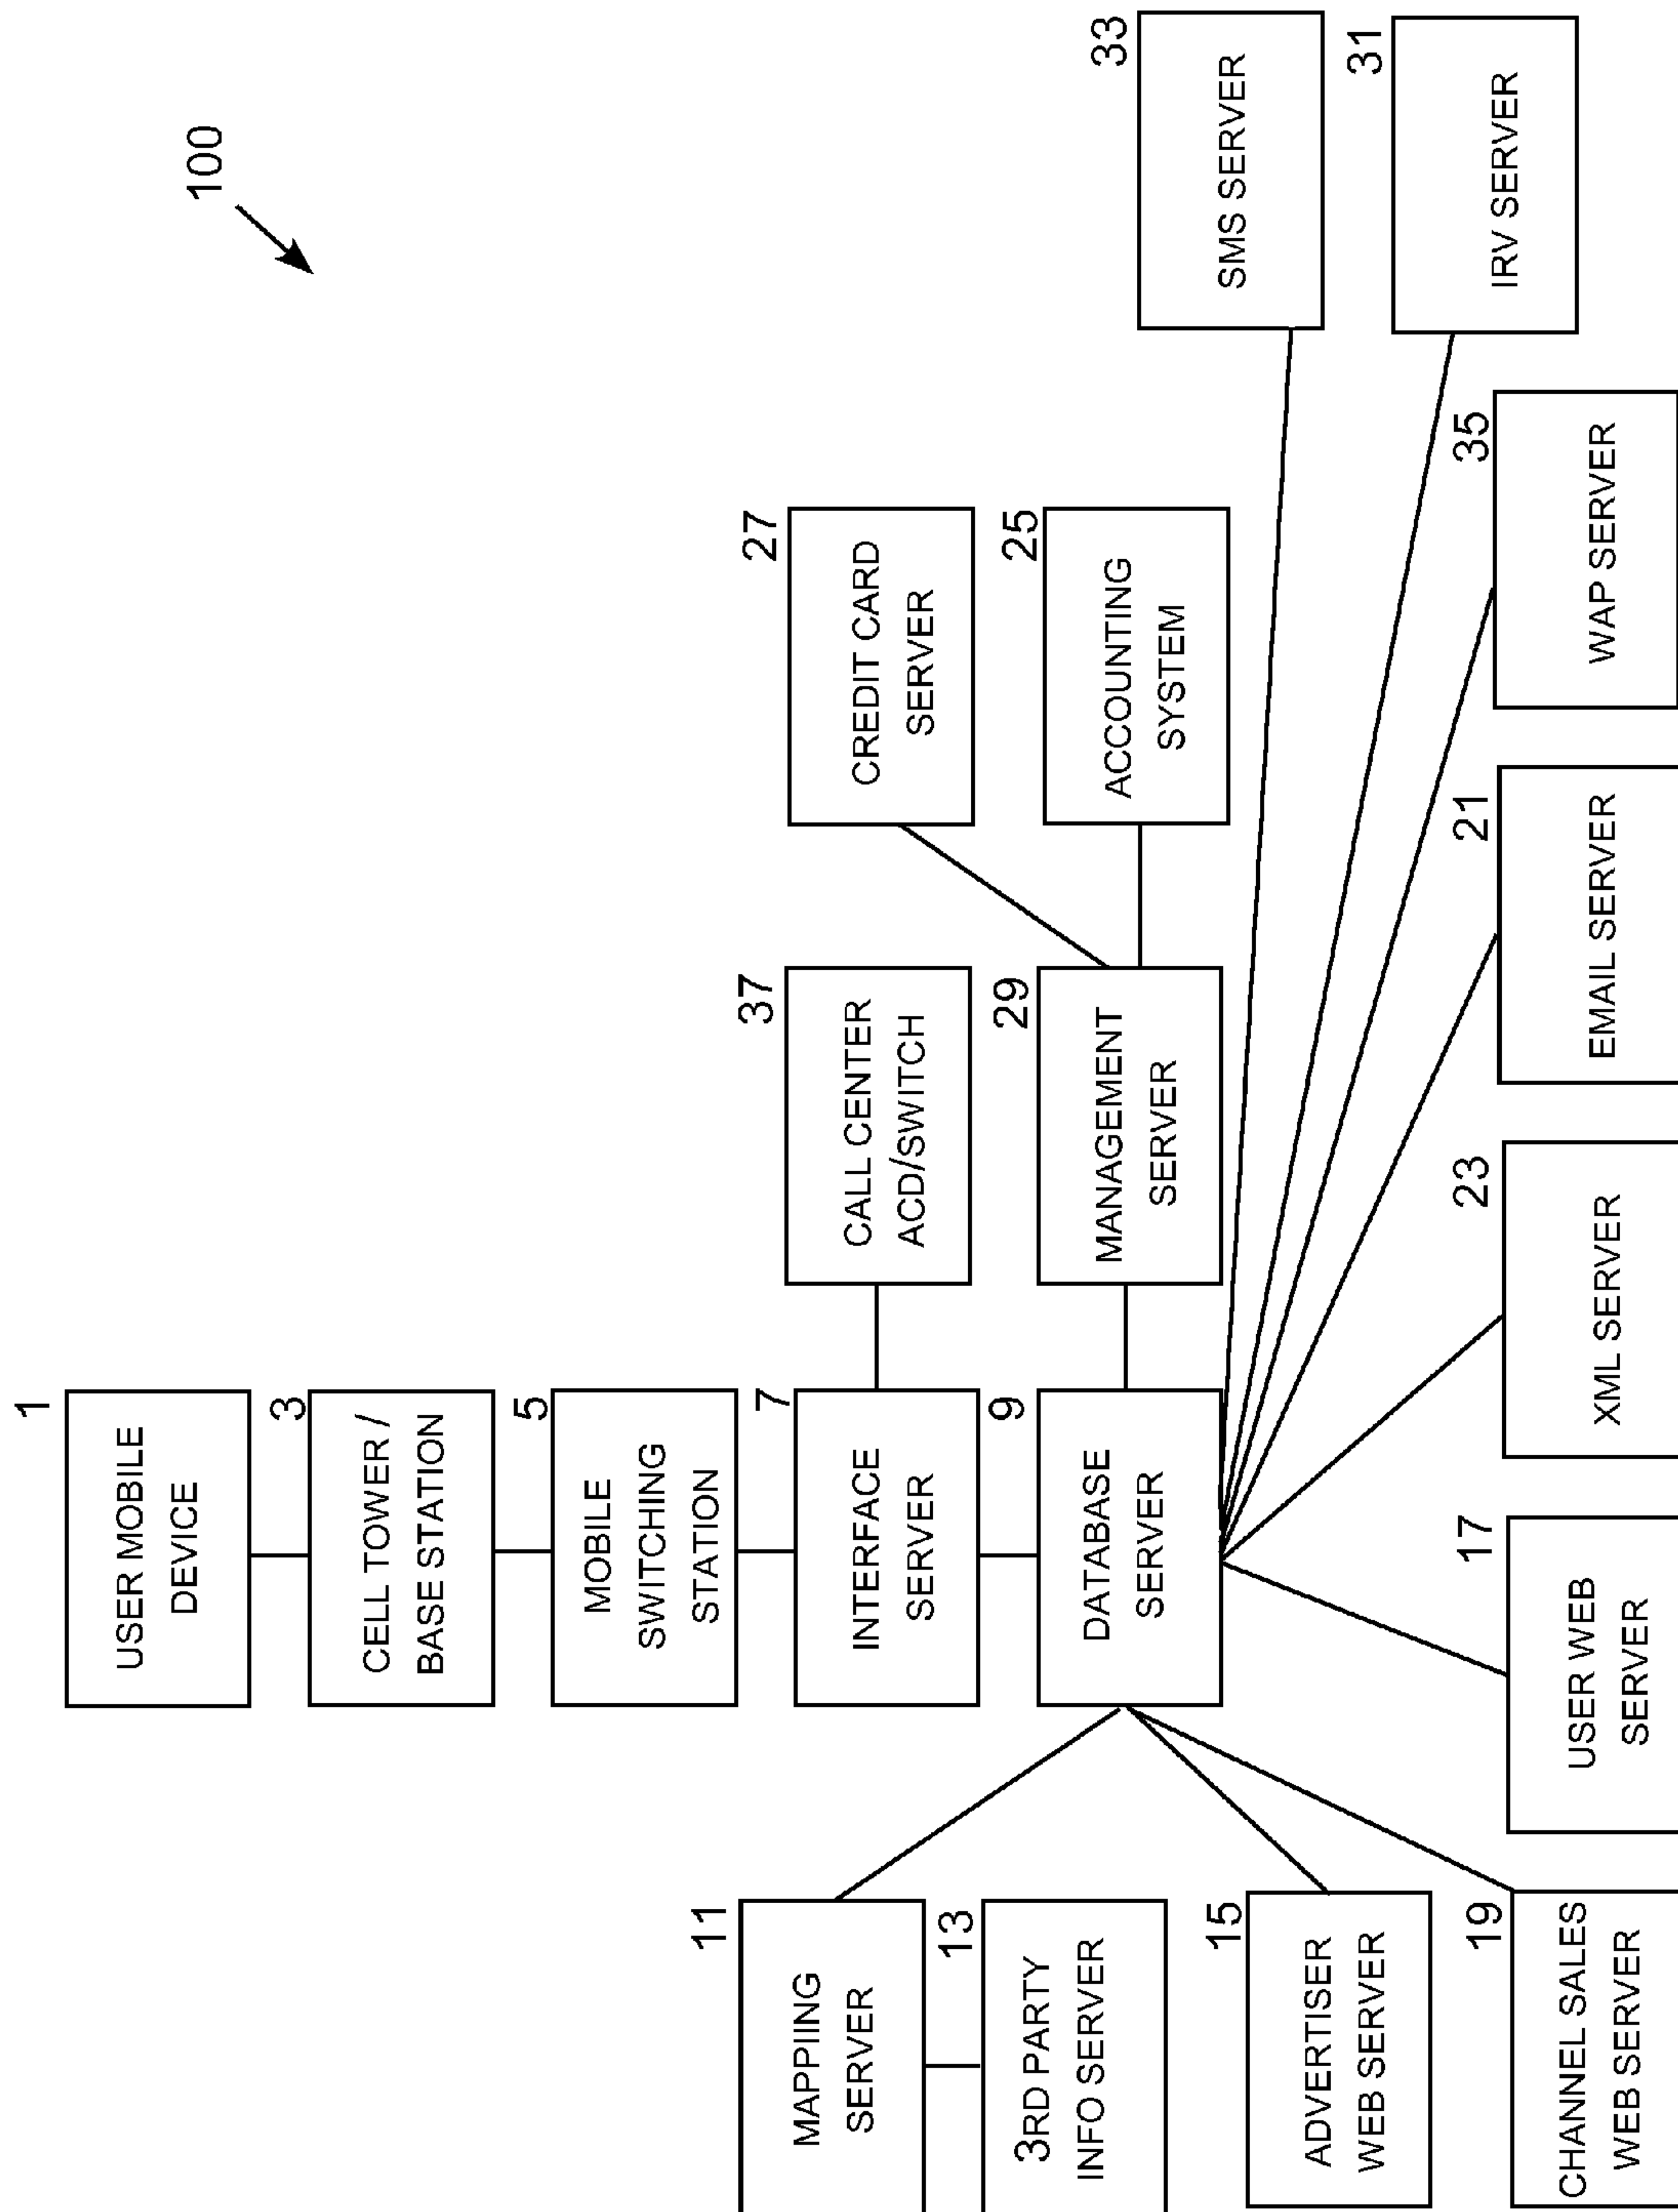 100
1
USER MOBILE
DEVICE
3
CELL TOWER /
BASE STATION
5
MOBILE
SWITCHING
STATION
7
INTERFACE
SERVER
37
CALL CENTER
ACD/SWITCH
27
CREDIT CARD
SERVER
9
DATABASE
SERVER
29
MANAGEMENT
SERVER
25
ACCOUNTING
SYSTEM
11
MAPPIING
SERVER
13
3RD PARTY
INFO SERVER
15
ADVERTISER
WEB SERVER
19
CHANNEL SALES
WEB SERVER
17
USER WEB
SERVER
23
XML SERVER
21
EMAIL SERVER
35
WAP SERVER
33
SMS SERVER
31
IRV SERVER